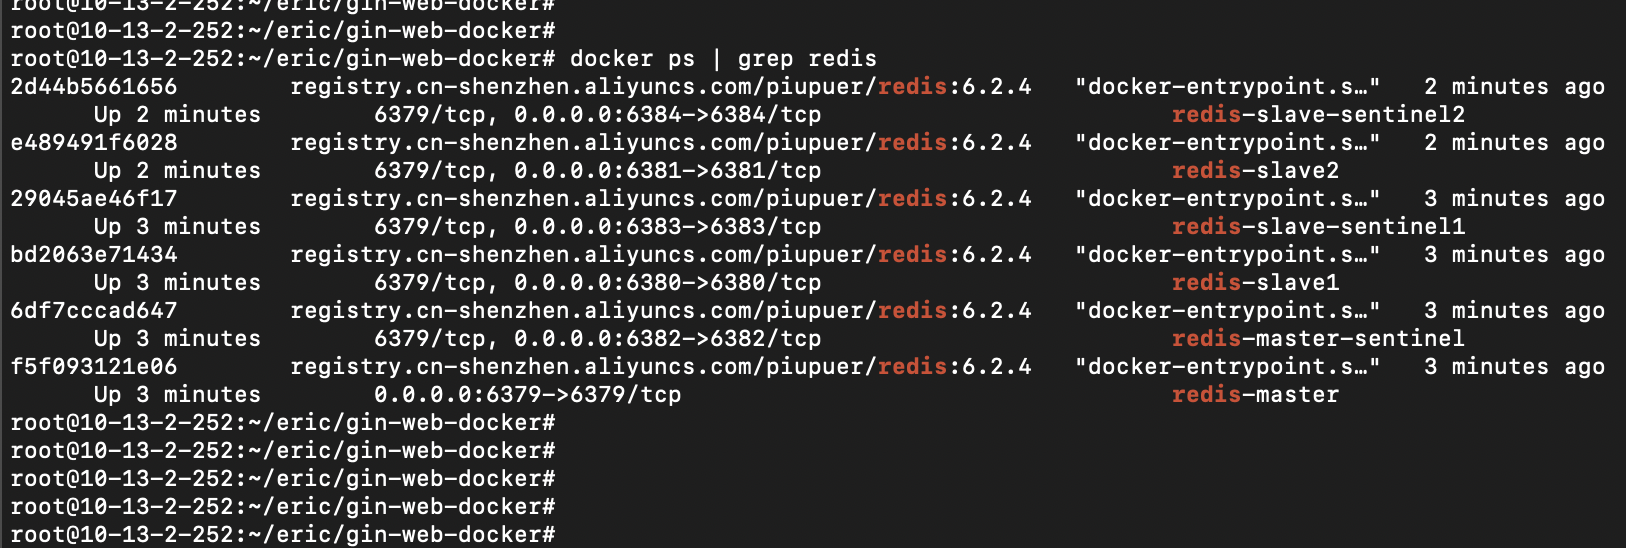 root@10-13-2-252:~/eric/gin-web-docker#
root@10-13-2-252:~/eric/gin-web-docker#
root@10-13-2-252:~/eric/gin-web-docker# docker ps | grep redis
2d44b5661656        registry.cn-shenzhen.aliyuncs.com/piupuer/redis:6.2.4   "docker-entrypoint.s…"   2 minutes ago
      Up 2 minutes        6379/tcp, 0.0.0.0:6384->6384/tcp                         redis-slave-sentinel2
e489491f6028        registry.cn-shenzhen.aliyuncs.com/piupuer/redis:6.2.4   "docker-entrypoint.s…"   2 minutes ago
      Up 2 minutes        6379/tcp, 0.0.0.0:6381->6381/tcp                         redis-slave2
29045ae46f17        registry.cn-shenzhen.aliyuncs.com/piupuer/redis:6.2.4   "docker-entrypoint.s…"   3 minutes ago
      Up 3 minutes        6379/tcp, 0.0.0.0:6383->6383/tcp                         redis-slave-sentinel1
bd2063e71434        registry.cn-shenzhen.aliyuncs.com/piupuer/redis:6.2.4   "docker-entrypoint.s…"   3 minutes ago
      Up 3 minutes        6379/tcp, 0.0.0.0:6380->6380/tcp                         redis-slave1
6df7cccad647        registry.cn-shenzhen.aliyuncs.com/piupuer/redis:6.2.4   "docker-entrypoint.s…"   3 minutes ago
      Up 3 minutes        6379/tcp, 0.0.0.0:6382->6382/tcp                         redis-master-sentinel
f5f093121e06        registry.cn-shenzhen.aliyuncs.com/piupuer/redis:6.2.4   "docker-entrypoint.s…"   3 minutes ago
      Up 3 minutes        0.0.0.0:6379->6379/tcp                                   redis-master
root@10-13-2-252:~/eric/gin-web-docker#
root@10-13-2-252:~/eric/gin-web-docker#
root@10-13-2-252:~/eric/gin-web-docker#
root@10-13-2-252:~/eric/gin-web-docker#
root@10-13-2-252:~/eric/gin-web-docker#